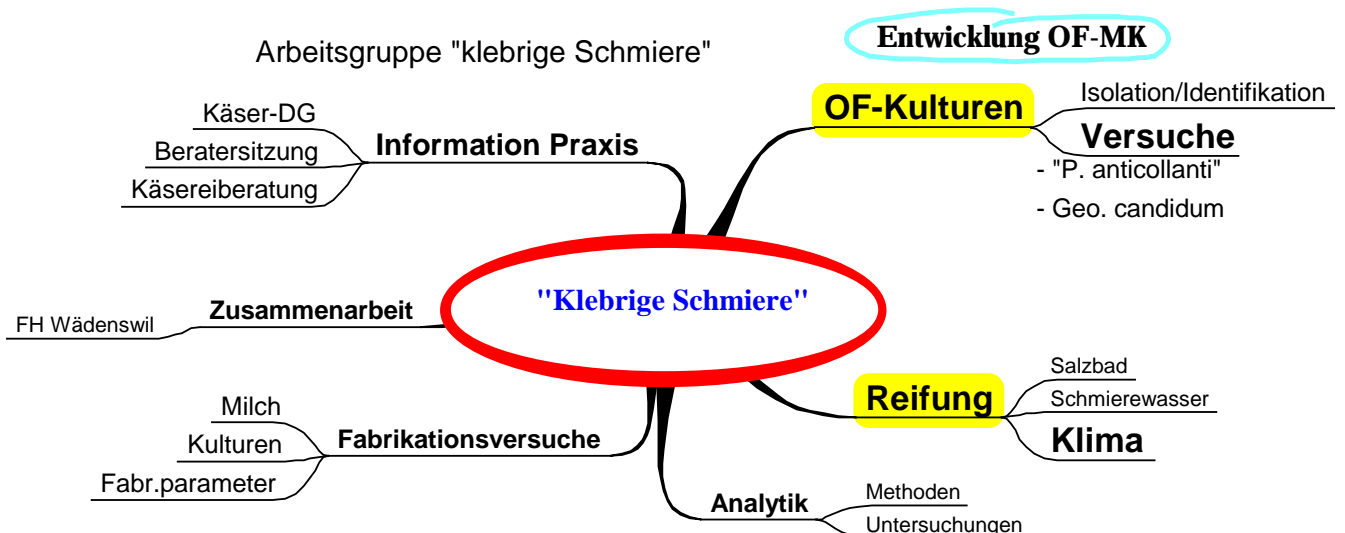 Entwicklung OF-MK
Arbeitsgruppe "klebrige Schmiere"
OF-Kulturen
Isolation/Identifikation
Versuche
- "P. anticollanti"
- Geo. candidum
Käser-DG
Beratersitzung
Käsereiberatung
Information Praxis
"Klebrige Schmiere"
Zusammenarbeit
FH Wädenswil
Reifung
Salzbad
Schmierewasser
Klima
Milch
Kulturen
Fabr.parameter
Fabrikationsversuche
Analytik
Methoden
Untersuchungen